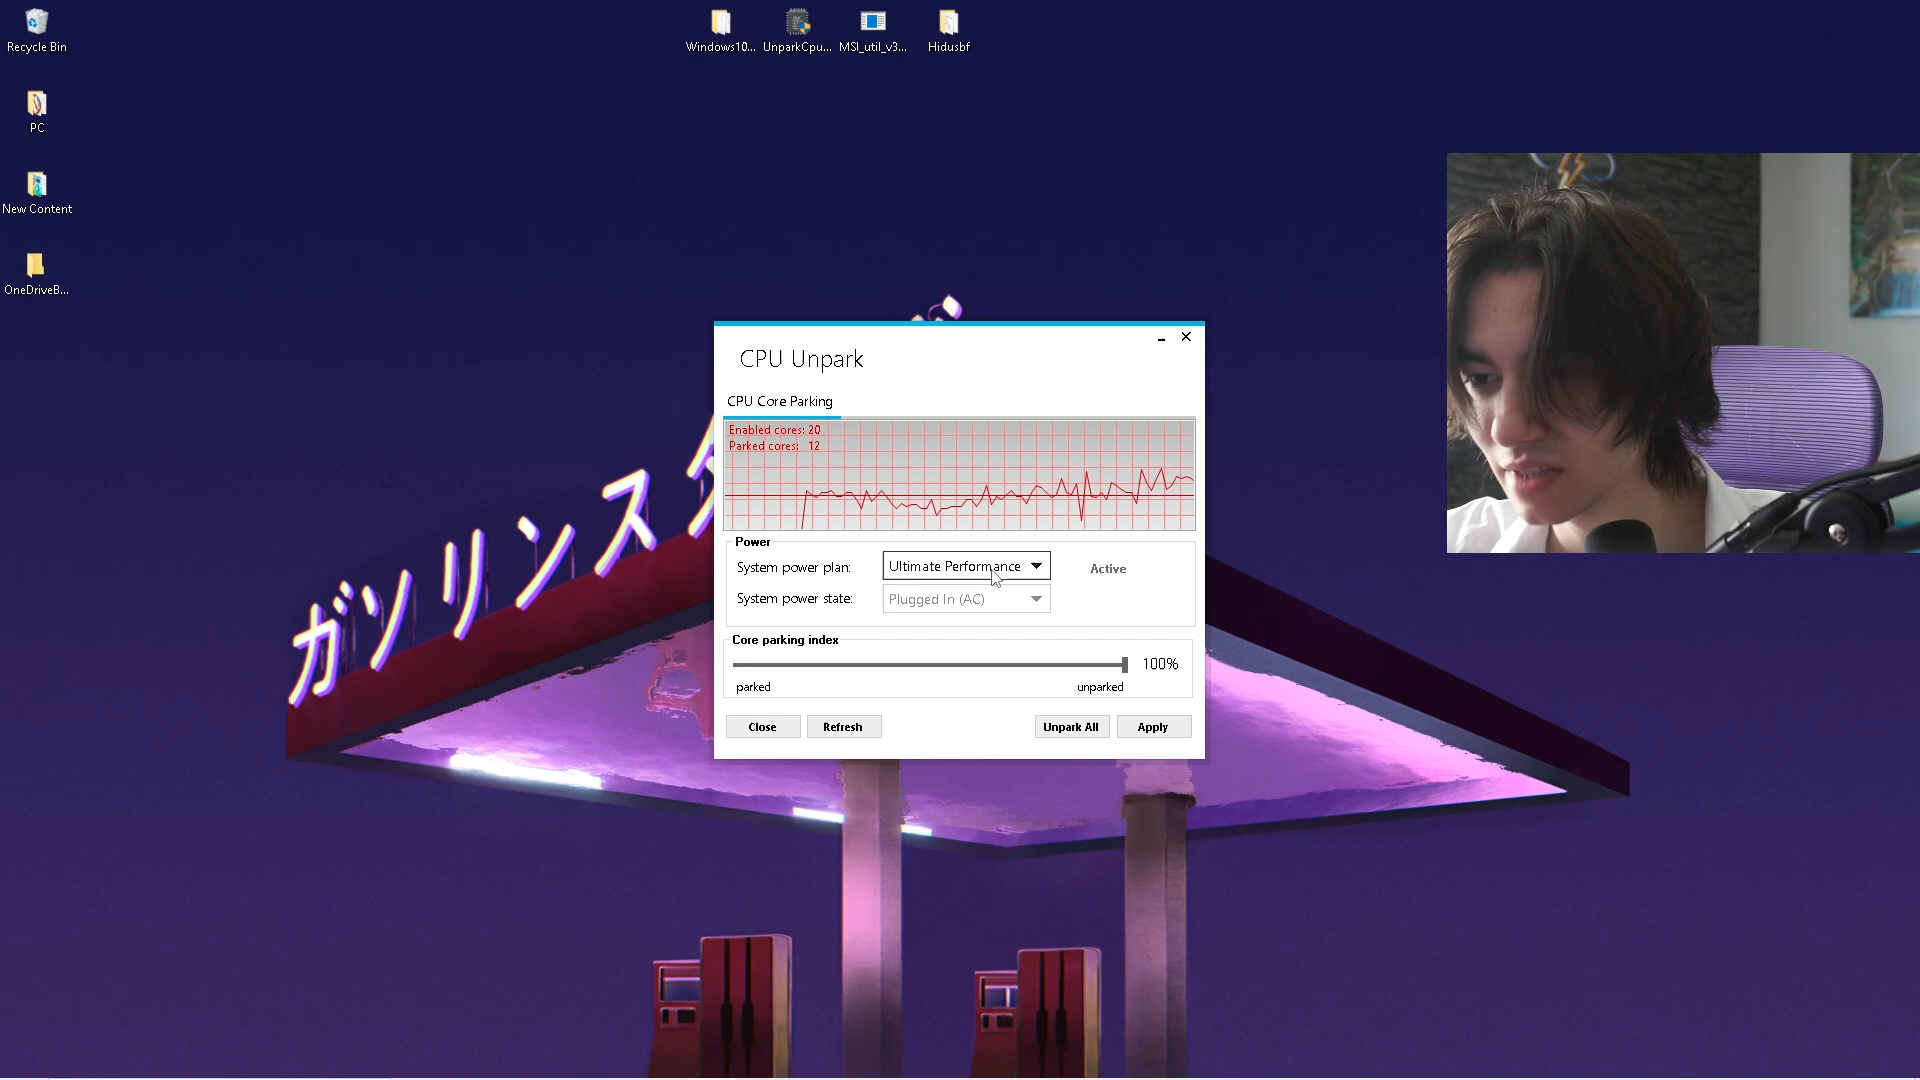 Recycle Bin
PC
New Content
OneDriveB...
Windows10...
UnparkCpu...
MSI_util_v3...
Hidusbf
CPU Unpark
CPU Core Parking
Enabled cores: 20
Parked cores: 12
Power
System power plan:
Ultimate Performance
Active
System power state:
Plugged In (AC)
Core parking index
100%
parked
unparked
Close
Refresh
Unpark All
Apply
ガソリンス